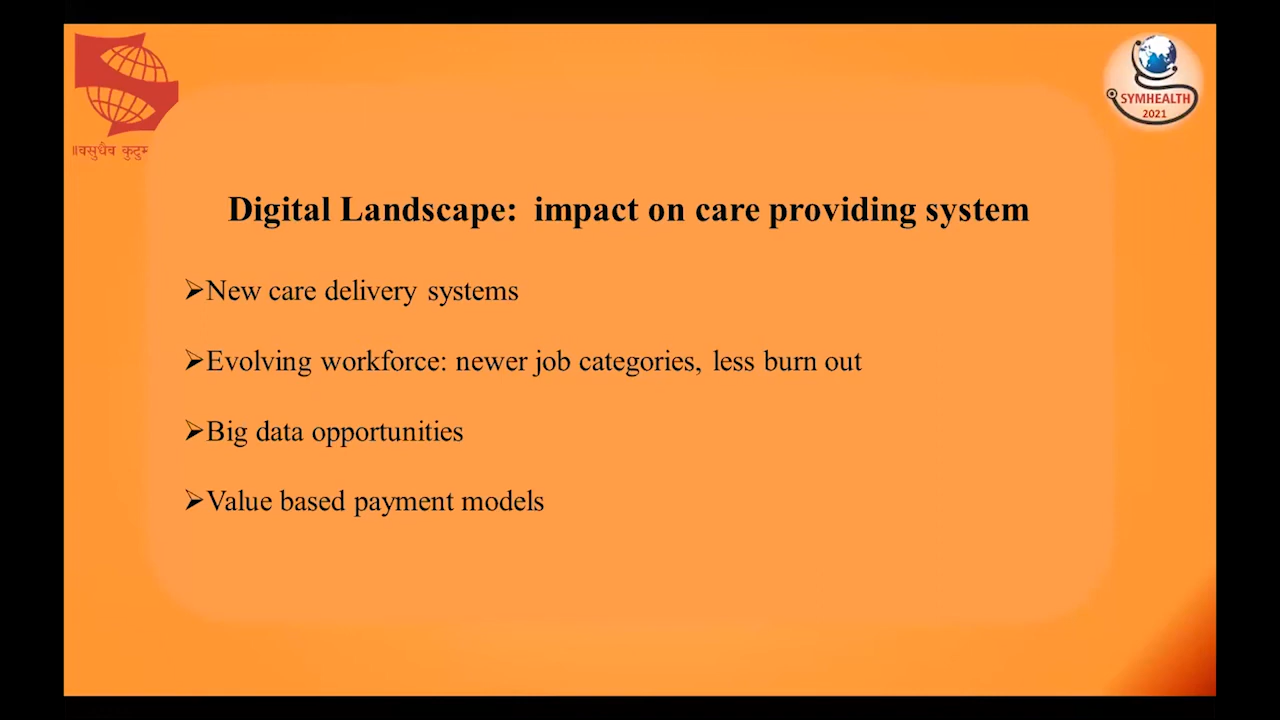 ॥वसुधैव
SYMHEALTH
2021
Digital Landscape: impact on care providing system
➢New care delivery systems
➢Evolving workforce: newer job categories, less burn out
➢Big data opportunities
➢Value based payment models